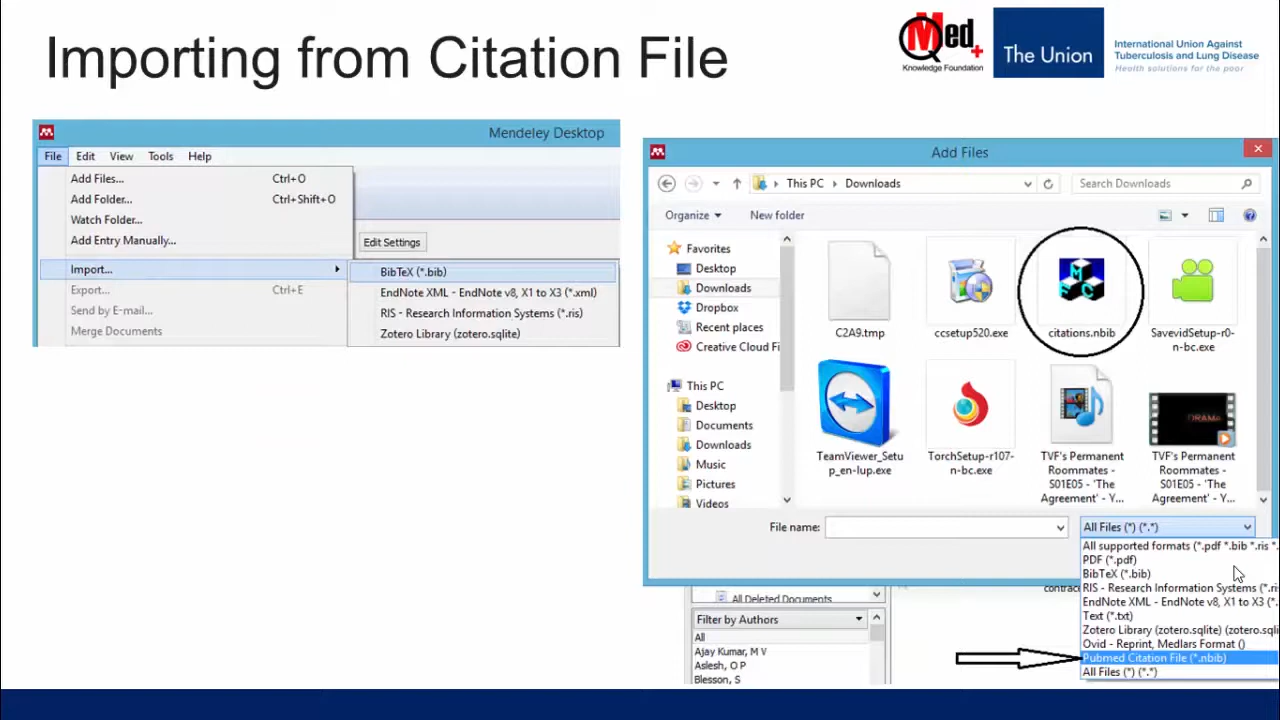 Importing from Citation File
QMed+
Knowledge Foundation
The Union
International Union Against
Tuberculosis and Lung Disease
Health solutions for the poor
Mendeley Desktop
File Edit View Tools Help
Add Files... Ctrl+O
Add Folder... Ctrl+Shift+O
Watch Folder...
Add Entry Manually...
Edit Settings
Import...
BibTeX (*.bib)
Export... Ctrl+E
EndNote XML - EndNote v8, X1 to X3 (*.xml)
Send by E-mail...
RIS - Research Information Systems (*.ris)
Merge Documents
Zotero Library (zotero.sqlite)
Add Files
This PC Downloads
Search Downloads
Organize New folder
Favorites
Desktop
Downloads
Dropbox
Recent places
Creative Cloud Fi
This PC
Desktop
Documents
Downloads
Music
Pictures
Videos
C2A9.tmp
ccsetup520.exe
MFC
citations.nbib
SavevidSetup-r0-
n-bc.exe
TeamViewer_Setu
p_en-lup.exe
TorchSetup-r107-
n-bc.exe
TVF's Permanent
Roommates -
S01E05 - 'The
Agreement' - Y...
DRAMA
TVF's Permanent
Roommates -
S01E05 - 'The
Agreement' - Y...
File name:
All Files (*) (*.*)
All supported formats (*.pdf *.bib *.ris *.
PDF (*.pdf)
BibTeX (*.bib)
RIS - Research Information Systems (*.ris
EndNote XML - EndNote v8, X1 to X3 (*.
Text (*.txt)
Zotero Library (zotero.sqlite) (zotero.sqli
Ovid - Reprint, Medlars Format ()
Pubmed Citation File (*.nbib)
All Files (*) (*.*)
All Deleted Documents
contrac
Filter by Authors
All
Ajay Kumar, M V
Aslesh, O P
Blesson, S